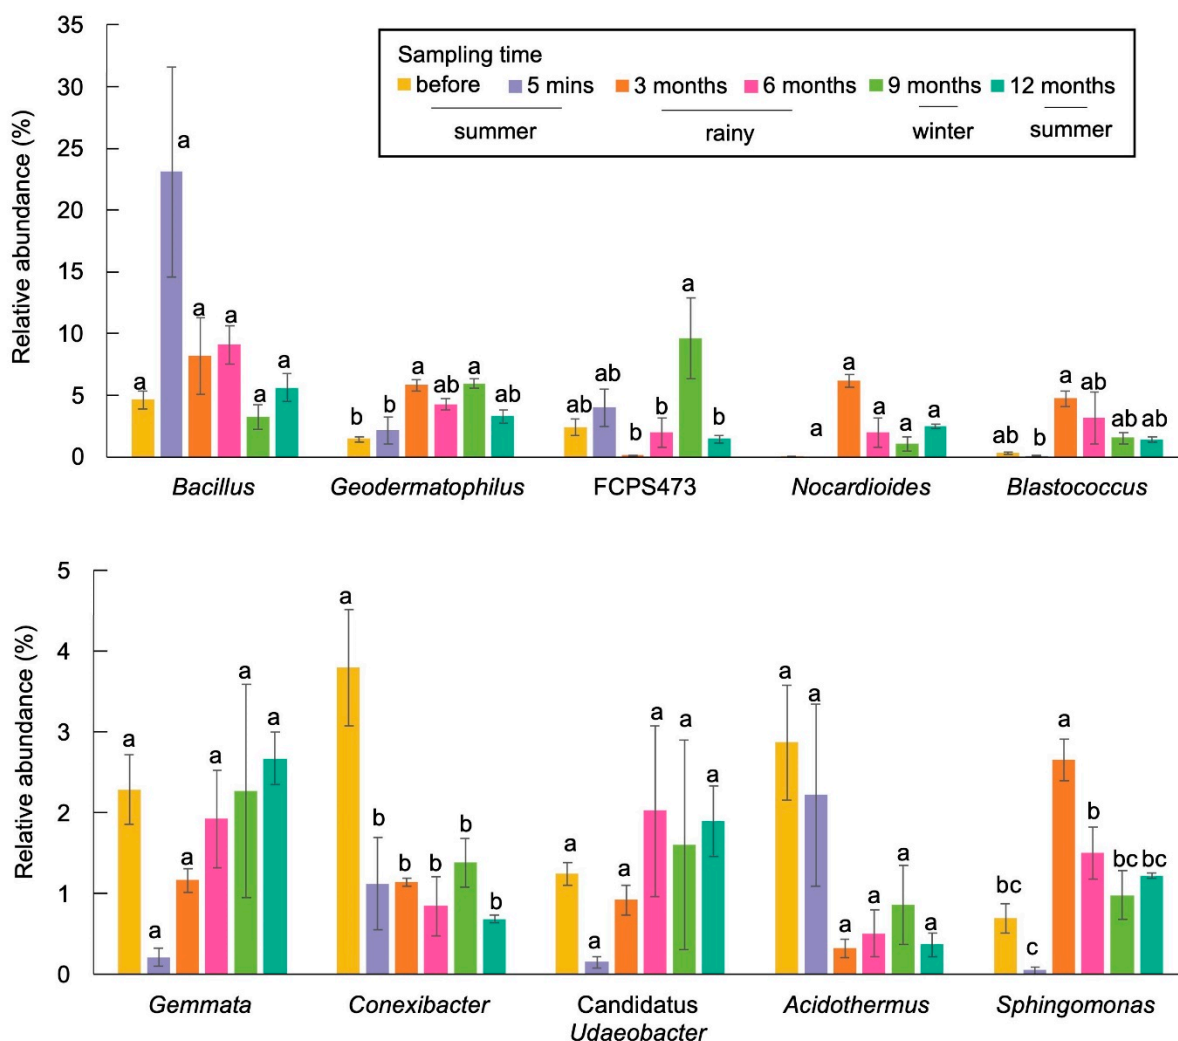 35
30
25
20
15
10
5
0
Relative abundance (%)
Sampling time
before 5 mins 3 months 6 months 9 months 12 months
summer rainy winter summer
a a a a a a
b b a ab a ab
ab ab b b a b
a a a a a
ab b a ab ab ab
Bacillus Geodermatophilus FCPS473 Nocardioides Blastococcus
5
4
3
2
1
0
Relative abundance (%)
a a a a a a
a b b b b b
a a a a a a
a a a a a a
bc c a b bc bc
Gemmata Conexibacter Candidatus Acidothermus Sphingomonas
Udaeobacter